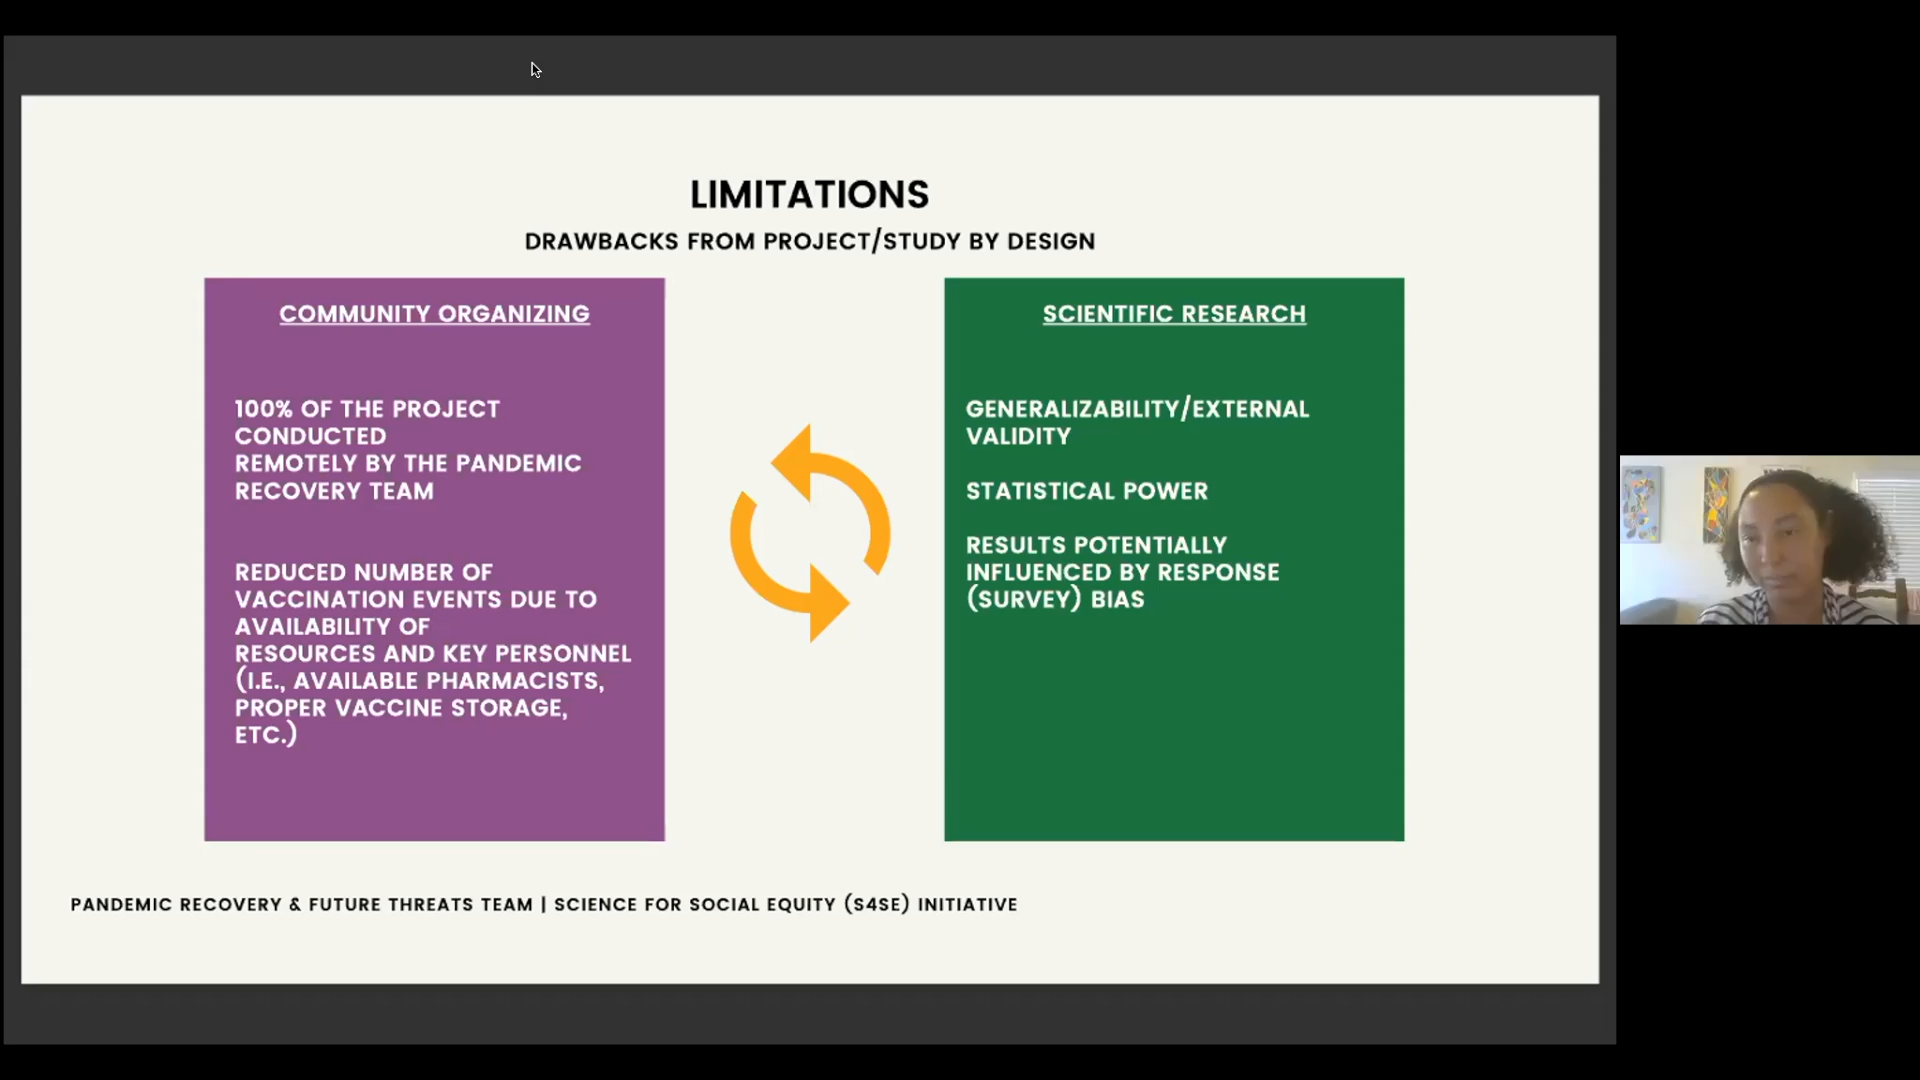 LIMITATIONS
DRAWBACKS FROM PROJECT/STUDY BY DESIGN
COMMUNITY ORGANIZING
100% OF THE PROJECT
CONDUCTED
REMOTELY BY THE PANDEMIC
RECOVERY TEAM
REDUCED NUMBER OF
VACCINATION EVENTS DUE TO
AVAILABILITY OF
RESOURCES AND KEY PERSONNEL
(I.E., AVAILABLE PHARMACISTS,
PROPER VACCINE STORAGE,
ETC.)
SCIENTIFIC RESEARCH
GENERALIZABILITY/EXTERNAL
VALIDITY
STATISTICAL POWER
RESULTS POTENTIALLY
INFLUENCED BY RESPONSE
(SURVEY) BIAS
PANDEMIC RECOVERY & FUTURE THREATS TEAM | SCIENCE FOR SOCIAL EQUITY (S4SE) INITIATIVE